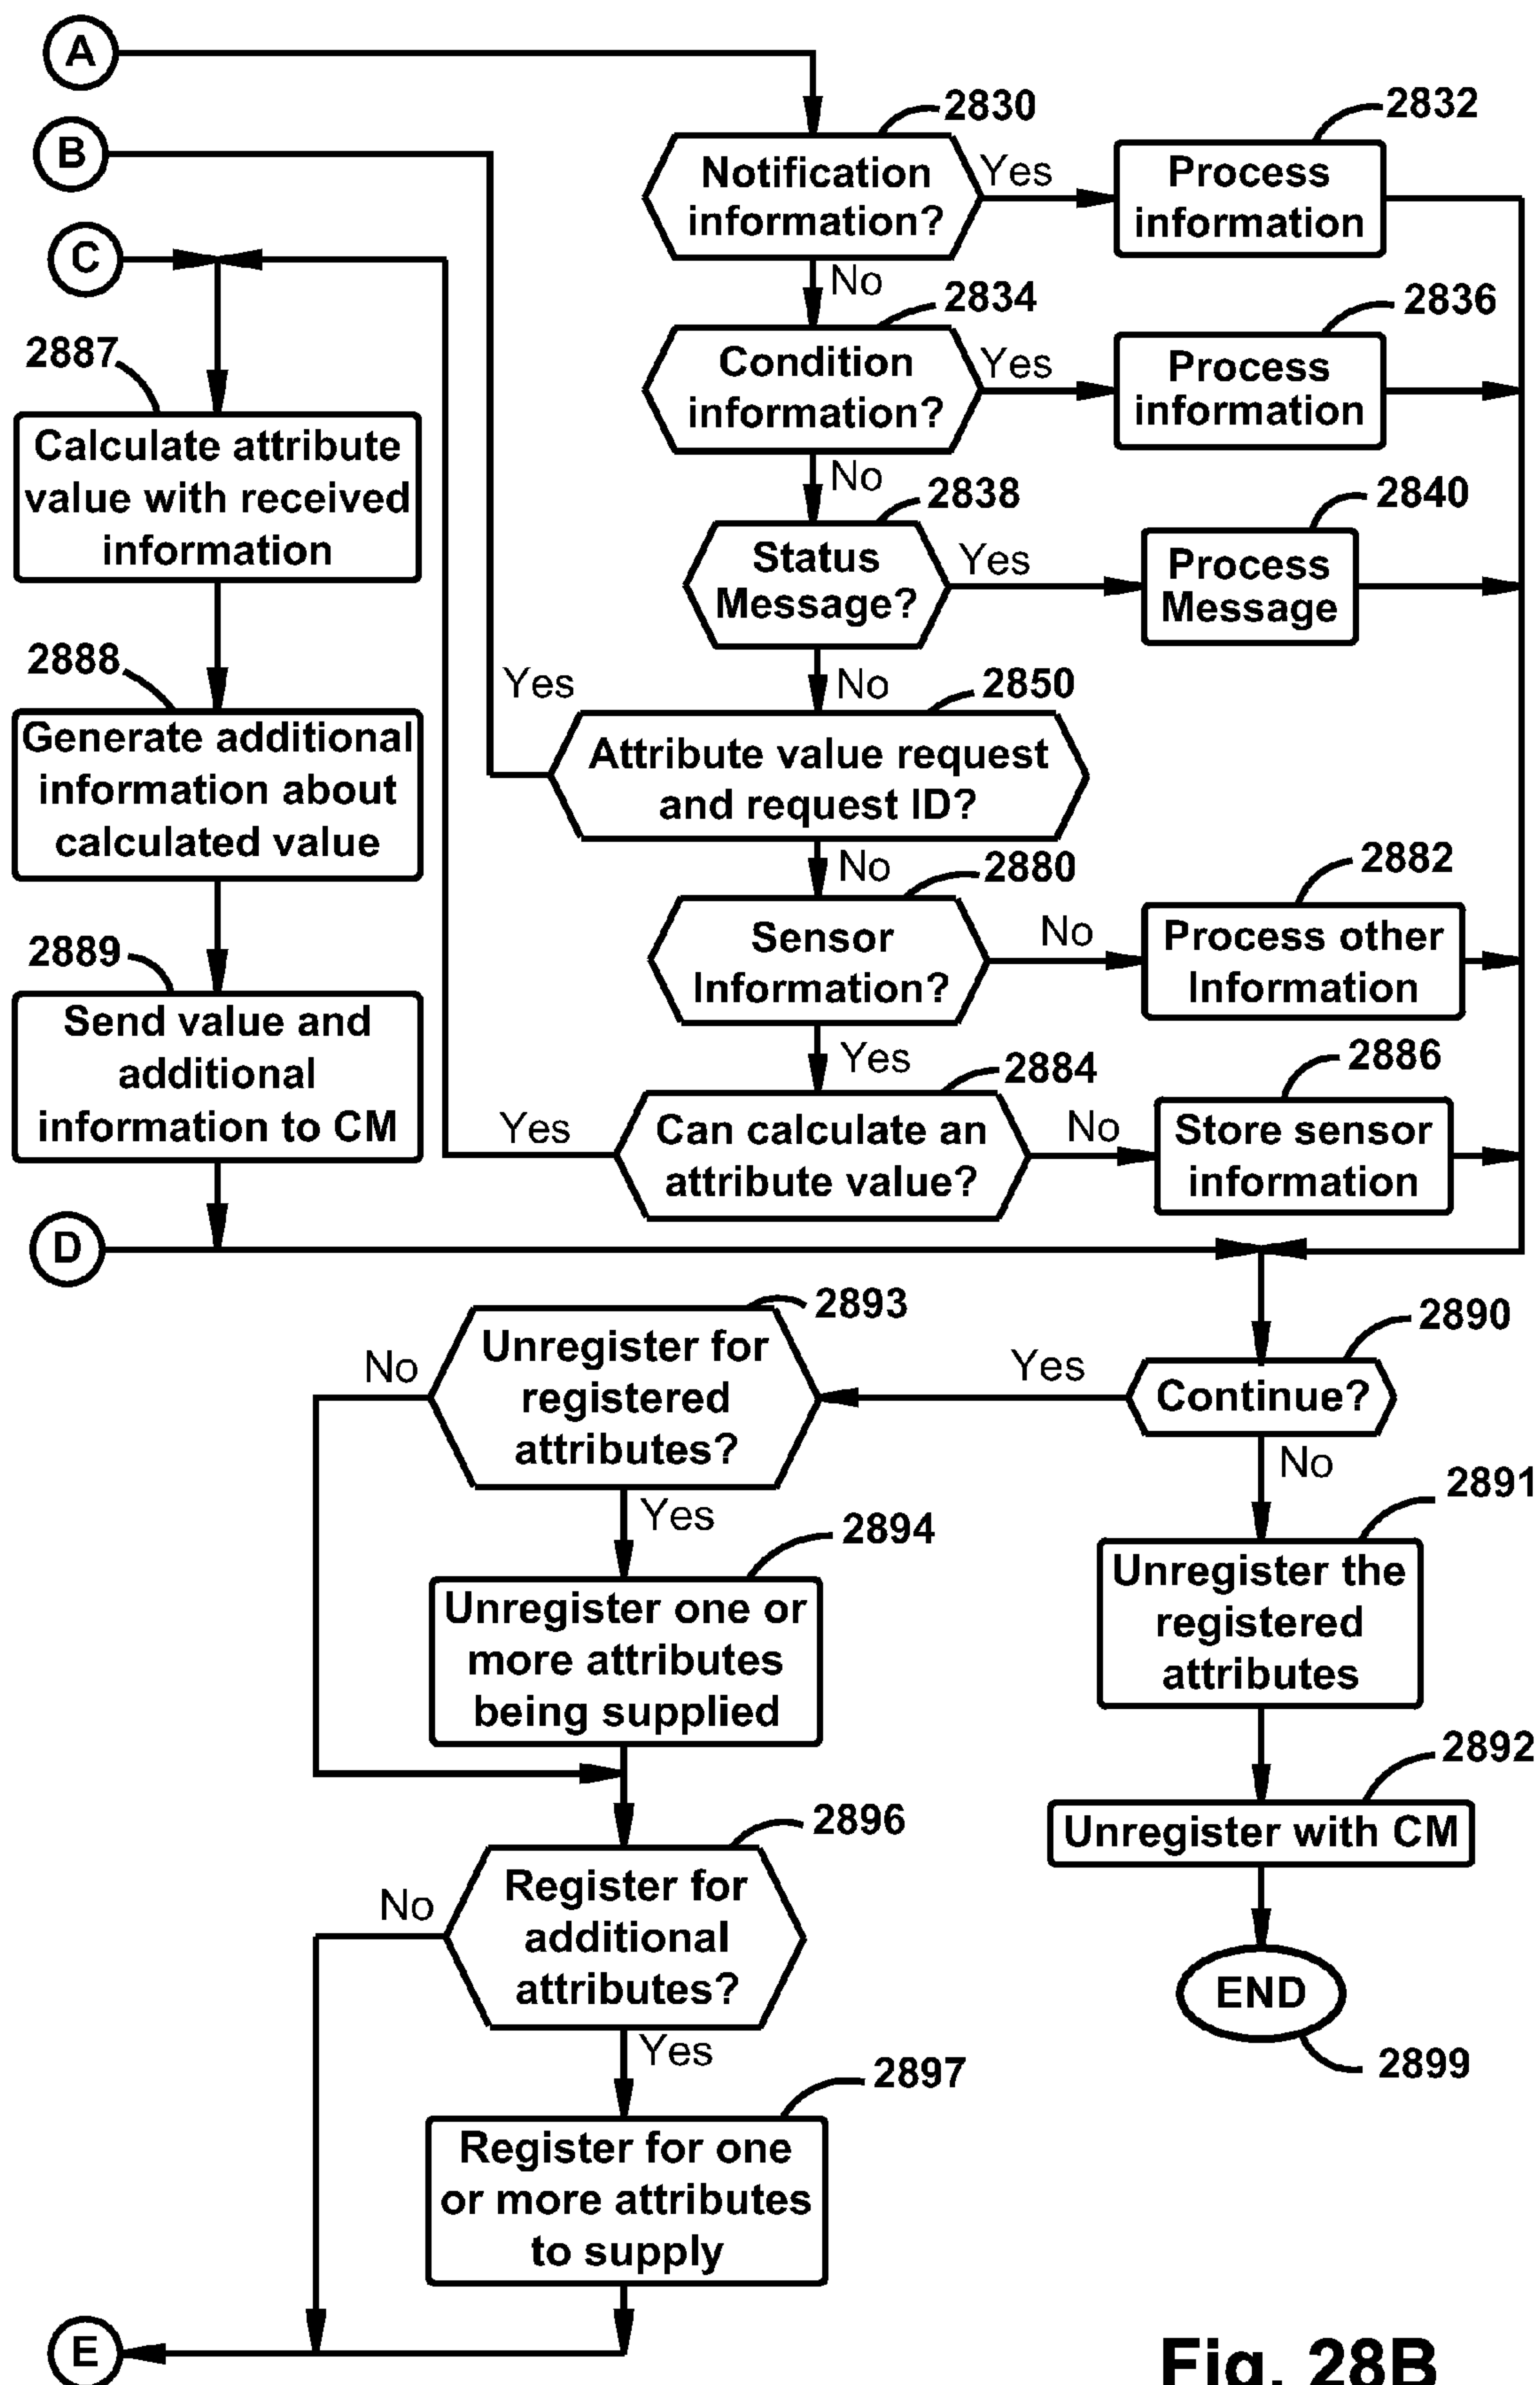 A
2830
2832
Notification
information?
Yes
Process
information
B
C
No
2834
2836
Condition
information?
Yes
Process
information
2887
Calculate attribute
value with received
information
No
2838
2840
Status
Message?
Yes
Process
Message
2888
Generate additional
information about
calculated value
Yes
No
2850
Attribute value request
and request ID?
No
2880
2882
Sensor
Information?
No
Process other
Information
2889
Send value and
additional
information to CM
Yes
2884
2886
Yes
Can calculate an
attribute value?
No
Store sensor
information
D
2893
2890
Unregister for
registered
attributes?
No
Yes
Continue?
Yes
No
2894
2891
Unregister one or
more attributes
being supplied
Unregister the
registered
attributes
2892
Unregister with CM
2896
No
Register for
additional
attributes?
END
2899
Yes
2897
Register for one
or more attributes
to supply
E
Fig. 28B